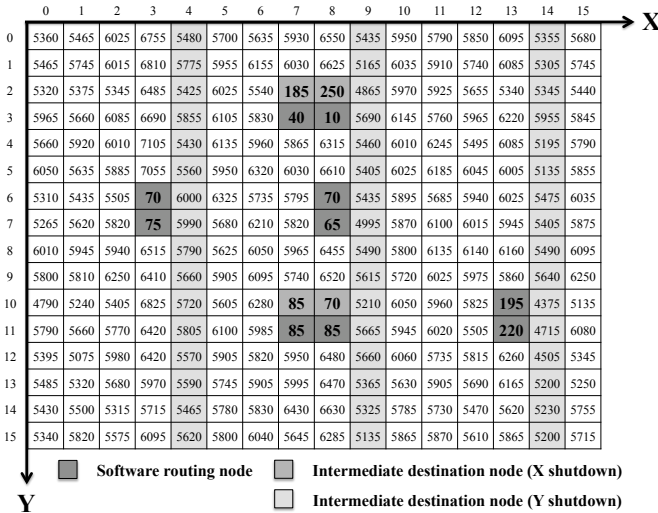 0 1 2 3 4 5 6 7 8 9 10 11 12 13 14 15
X
0 5360 5465 6025 6755 5480 5700 5635 5930 6550 5435 5950 5790 5850 6095 5355 5680
1 5465 5745 6015 6810 5775 5955 6155 6030 6625 5165 6035 5910 5740 6085 5305 5745
2 5320 5375 5345 6485 5425 6025 5540 185 250 4865 5970 5925 5655 5340 5345 5440
3 5965 5660 6085 6690 5855 6105 5830 40 10 5690 6145 5760 5965 6220 5955 5845
4 5660 5920 6010 7105 5430 6135 5960 5865 6315 5460 6010 6245 5495 6085 5195 5790
5 6050 5635 5885 7055 5560 5950 6320 6030 6110 5405 6025 6185 6045 6005 5135 5855
6 5310 5435 5505 70 6000 6325 5735 5795 70 5435 5895 5685 5940 6025 5475 6035
7 5265 5620 5820 75 5990 5680 6210 5820 65 4995 5870 6100 6015 5945 5405 5875
8 6010 5945 5940 6515 5790 5625 6050 5965 6455 5490 5800 6135 6140 6160 5490 6095
9 5800 5810 6250 6410 5660 5905 6095 5740 6520 5615 5720 6025 5975 5860 5640 6250
10 4790 5240 5405 6825 5720 5605 6280 85 70 5210 6050 5960 5825 195 4375 5135
11 5790 5660 5770 6420 5805 6100 5985 85 85 5665 5945 6020 5505 220 4715 6080
12 5395 5075 5980 6420 5570 5905 5820 5950 6480 5660 6060 5735 5815 6260 4505 5345
13 5485 5320 5680 5970 5590 5745 5905 5995 6470 5365 5630 5905 5690 6165 5200 5250
14 5430 5500 5315 5715 5465 5780 5830 6430 6630 5325 5785 5730 5470 5620 5230 5755
15 5340 5820 5575 6095 5620 5800 6040 5645 6285 5135 5865 5870 5610 5865 5200 5715
Software routing node Intermediate destination node (X shutdown)
Y Intermediate destination node (Y shutdown)